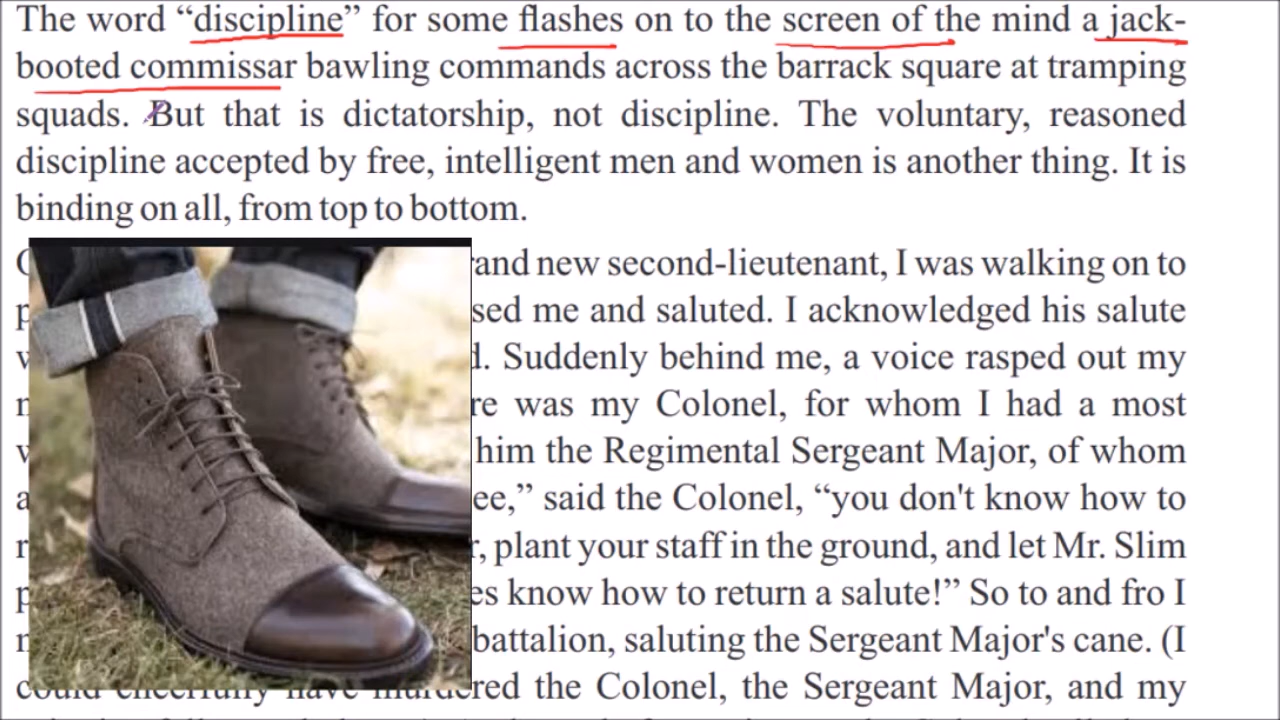 The word “discipline” for some flashes on to the screen of the mind a jack-
booted commissar bawling commands across the barrack square at tramping
squads. But that is dictatorship, not discipline. The voluntary, reasoned
discipline accepted by free, intelligent men and women is another thing. It is
binding on all, from top to bottom.
new second-lieutenant, I was walking on to
me and saluted. I acknowledged his salute
Suddenly behind me, a voice rasped out my
was my Colonel, for whom I had a most
him the Regimental Sergeant Major, of whom
said the Colonel, “you don't know how to
plant your staff in the ground, and let Mr. Slim
know how to return a salute!” So to and fro I
battalion, saluting the Sergeant Major's cane. (I
the Colonel, the Sergeant Major, and my